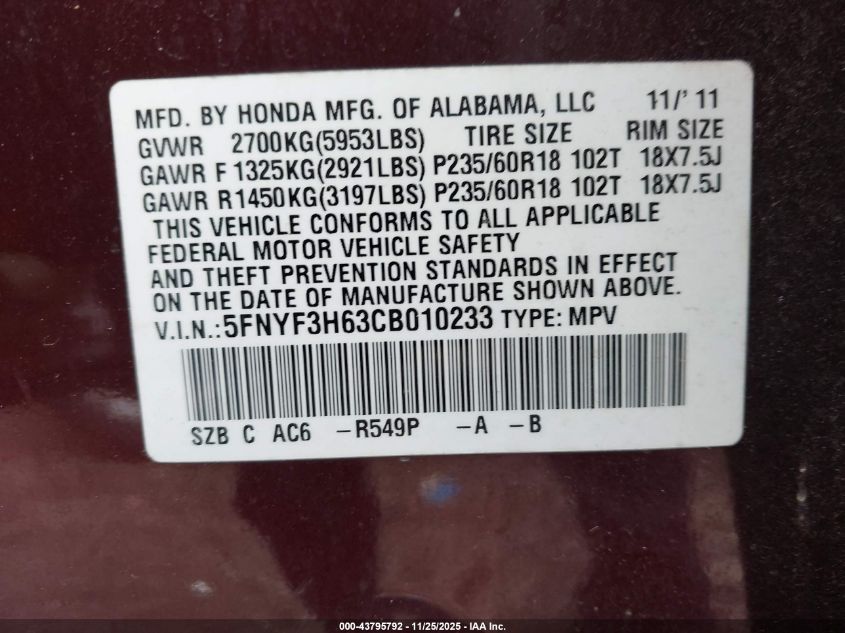 MFD. BY HONDA MFG. OF ALABAMA, LLC 11/'11
GVWR 2700KG(5953LBS) TIRE SIZE RIM SIZE
GAWR F 1325KG(2921LBS) P235/60R18 102T 18X7.5J
GAWR R1450KG(3197LBS) P235/60R18 102T 18X7.5J
THIS VEHICLE CONFORMS TO ALL APPLICABLE
FEDERAL MOTOR VEHICLE SAFETY
AND THEFT PREVENTION STANDARDS IN EFFECT
ON THE DATE OF MANUFACTURE SHOWN ABOVE.
V.I.N.:5FNYF3H63CB010233 TYPE: MPV
SZB C AC6 -R549P -A -B
000-43795792 - 11/25/2025 - IAA Inc.